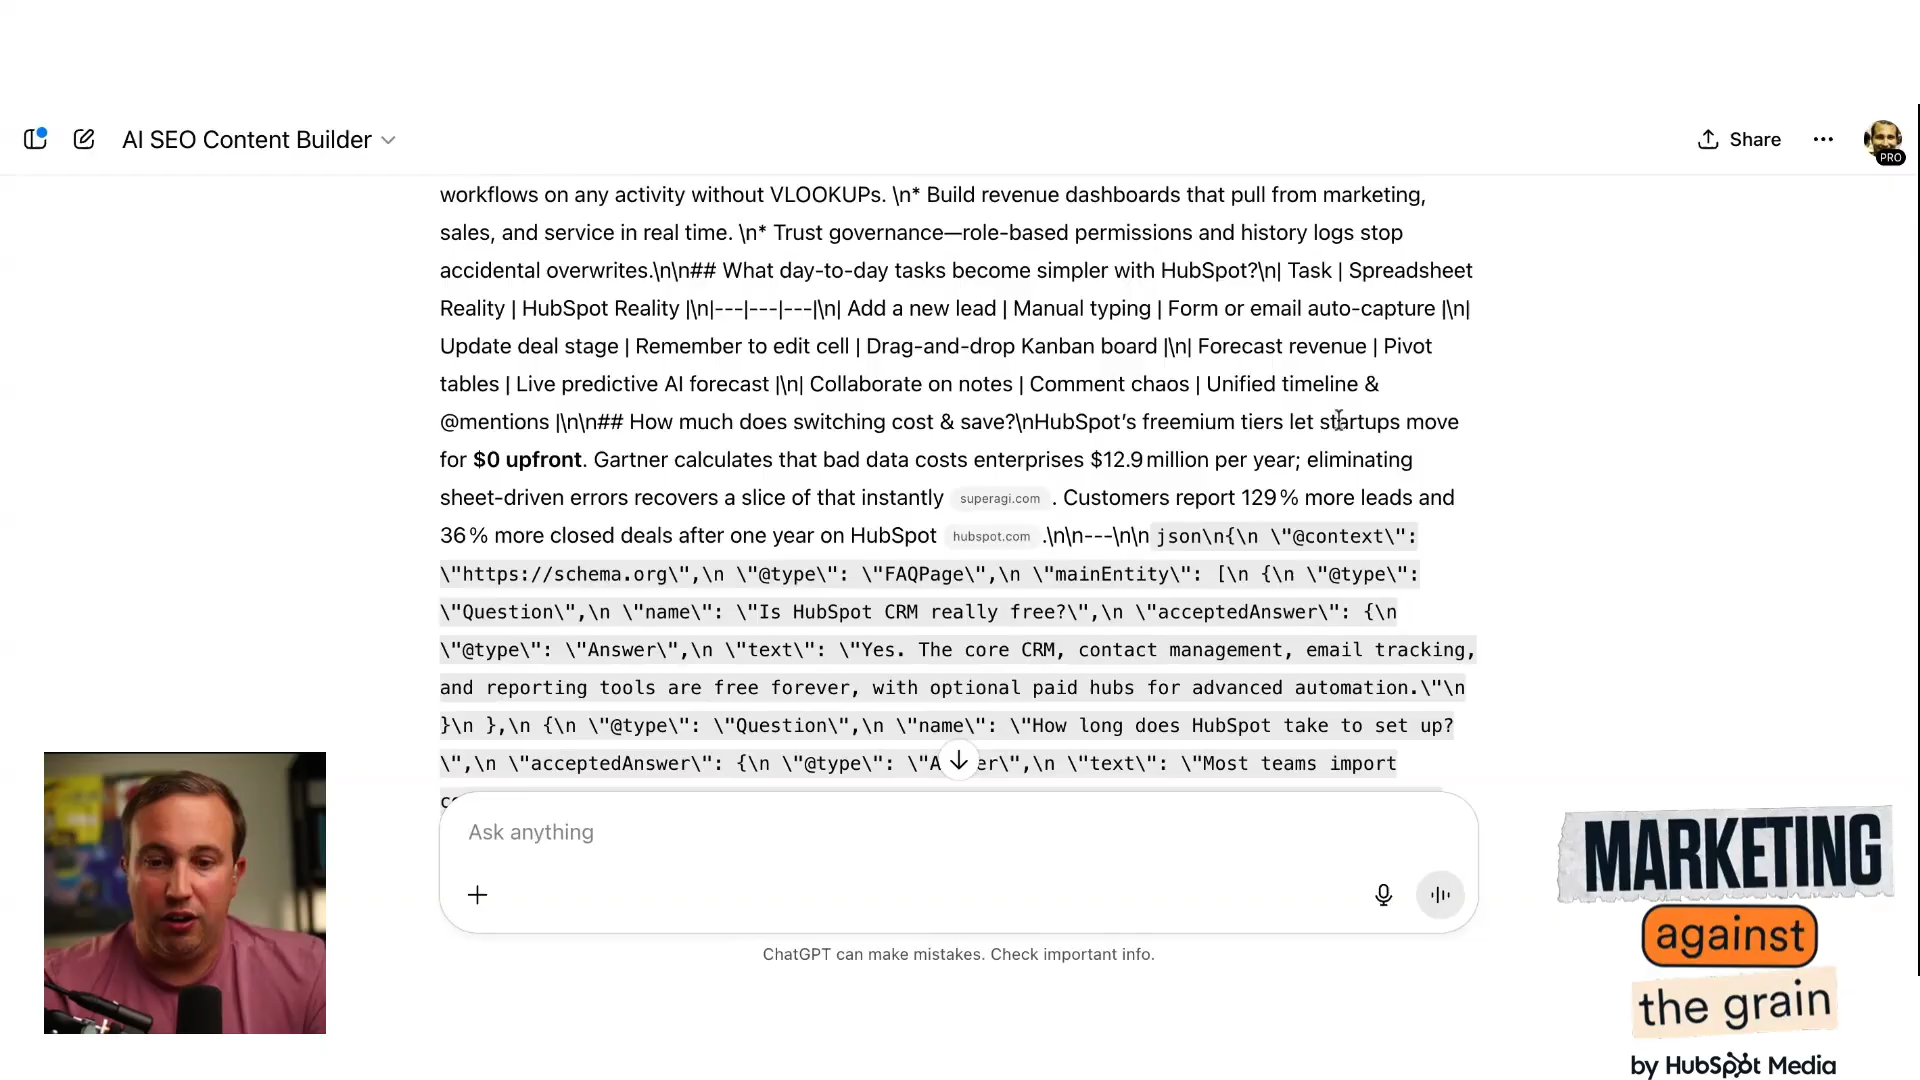 AI SEO Content Builder
Share
PRO
workflows on any activity without VLOOKUPs. \n* Build revenue dashboards that pull from marketing,
sales, and service in real time. \n* Trust governance—role-based permissions and history logs stop
accidental overwrites.\n\n## What day-to-day tasks become simpler with HubSpot?\n| Task | Spreadsheet
Reality | HubSpot Reality |\n|---|---|---|\n| Add a new lead | Manual typing | Form or email auto-capture |\n|
Update deal stage | Remember to edit cell | Drag-and-drop Kanban board |\n| Forecast revenue | Pivot
tables | Live predictive AI forecast |\n| Collaborate on notes | Comment chaos | Unified timeline &
@mentions |\n\n## How much does switching cost & save?\nHubSpot’s freemium tiers let startups move
for $0 upfront. Gartner calculates that bad data costs enterprises $12.9 million per year; eliminating
sheet-driven errors recovers a slice of that instantly superagi.com . Customers report 129 % more leads and
36 % more closed deals after one year on HubSpot hubspot.com .\n\n---\n\n json\n{\n \"@context\":
\"https://schema.org\",\n \"@type\": \"FAQPage\",\n \"mainEntity\": [\n {\n \"@type\":
\"Question\",\n \"name\": \"Is HubSpot CRM really free?\",\n \"acceptedAnswer\": {\n
\"@type\": \"Answer\",\n \"text\": \"Yes. The core CRM, contact management, email tracking,
and reporting tools are free forever, with optional paid hubs for advanced automation.\"\n
}\n },\n {\n \"@type\": \"Question\",\n \"name\": \"How long does HubSpot take to set up?
\",\n \"acceptedAnswer\": {\n \"@type\": \"A er\",\n \"text\": \"Most teams import
Ask anything
ChatGPT can make mistakes. Check important info.
MARKETING
against
the grain
by HubSpot Media